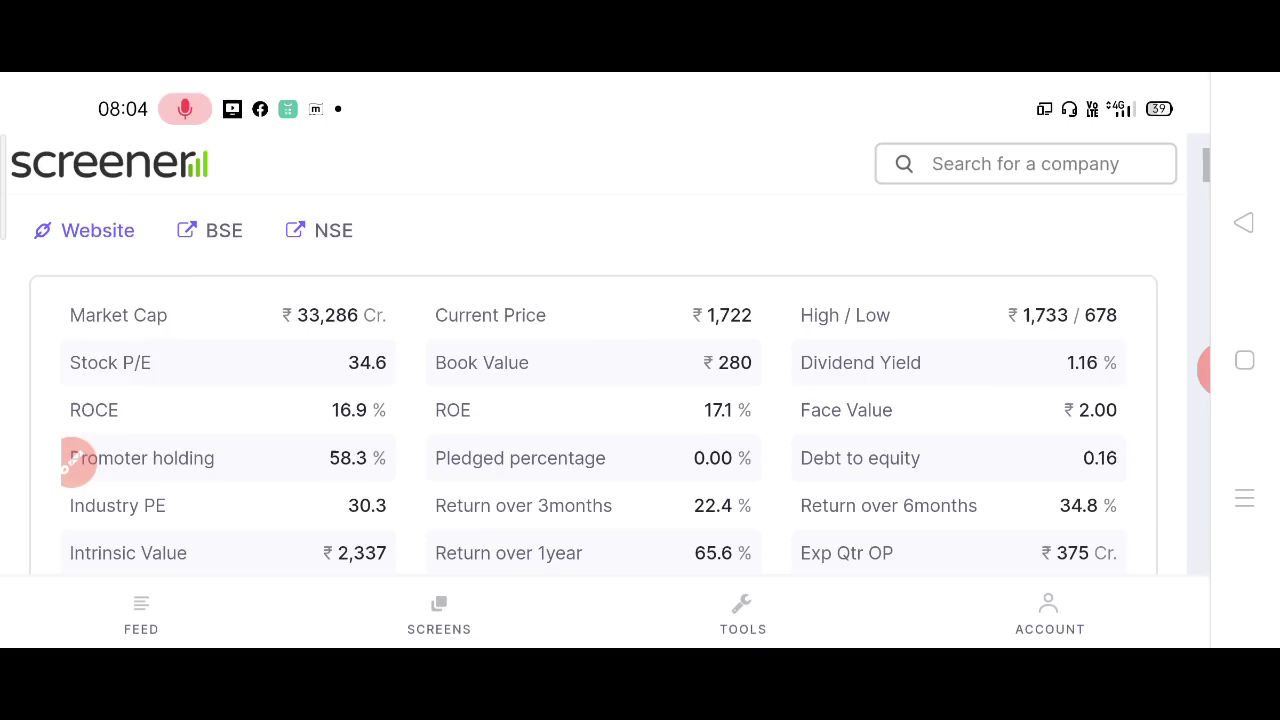 08:04 m Vo LTE 4G 39
screener
Search for a company
Website BSE NSE
Market Cap ₹ 33,286 Cr. Current Price ₹ 1,722 High / Low ₹ 1,733 / 678
Stock P/E 34.6 Book Value ₹ 280 Dividend Yield 1.16 %
ROCE 16.9 % ROE 17.1 % Face Value ₹ 2.00
Promoter holding 58.3 % Pledged percentage 0.00 % Debt to equity 0.16
Industry PE 30.3 Return over 3months 22.4 % Return over 6months 34.8 %
Intrinsic Value ₹ 2,337 Return over 1year 65.6 % Exp Qtr OP ₹ 375 Cr.
FEED SCREENS TOOLS ACCOUNT